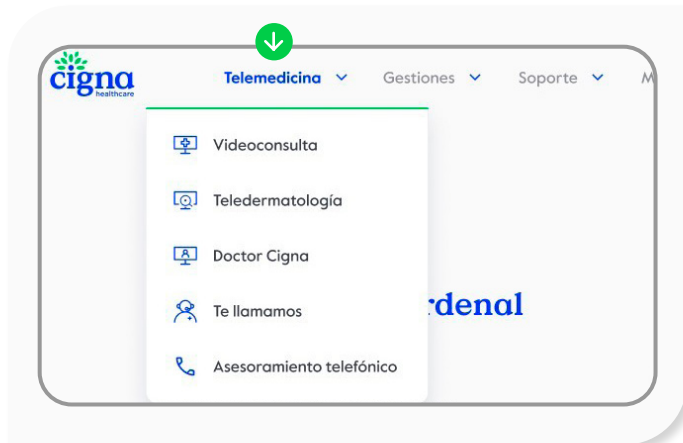 cigna
healthcare
Telemedicina
Gestiones
Soporte
M
Videoconsulta
Teledermatología
Doctor Cigna
Te llamamos
rdenal
Asesoramiento telefónico